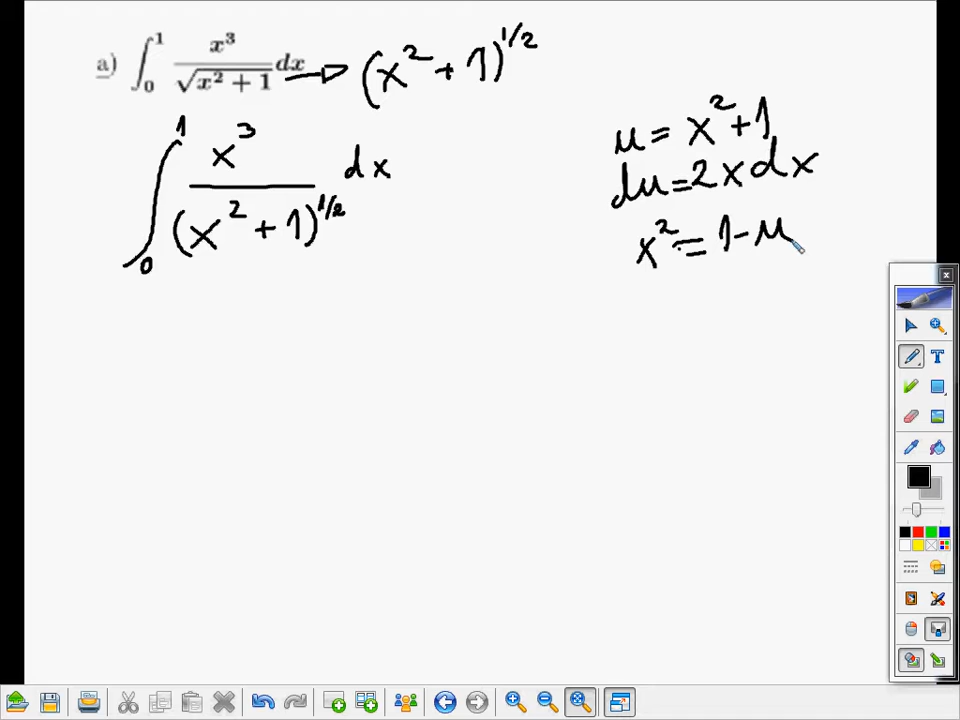 a) ∫₀¹ x³/√(x² + 1) dx → (x² + 1)^1/2
∫₀¹ x³/(x² + 1)^1/2 dx
u = x² + 1
du = 2x dx
x² = 1 - u
x
T